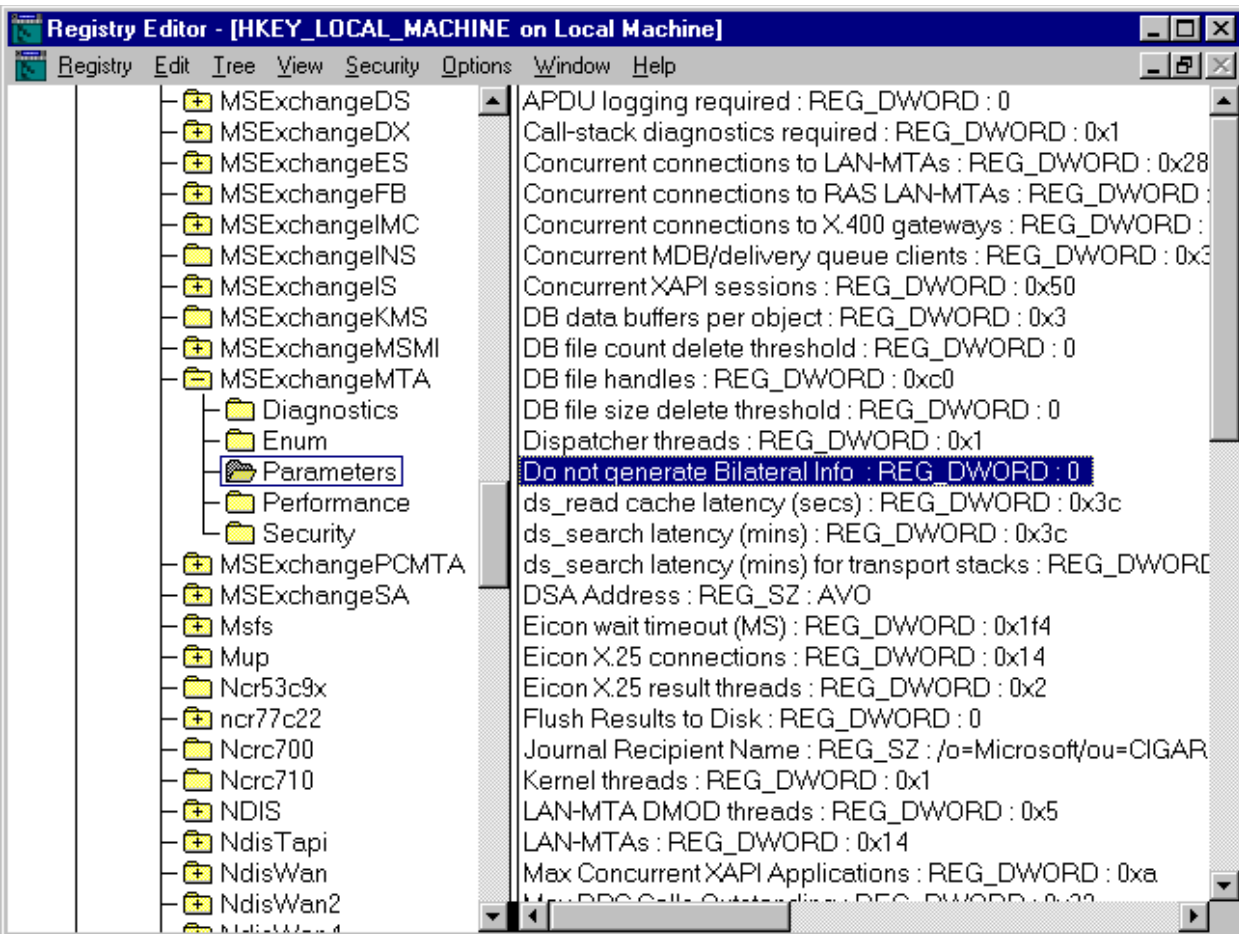 Registry Editor - [HKEY_LOCAL_MACHINE on Local Machine]
Registry Edit Tree View Security Options Window Help
MSExchangeDS
MSExchangeDX
MSExchangeES
MSExchangeFB
MSExchangeIMC
MSExchangeINS
MSExchangeIS
MSExchangeKMS
MSExchangeMSMI
MSExchangeMTA
Diagnostics
Enum
Parameters
Performance
Security
MSExchangePCMTA
MSExchangeSA
Msfs
Mup
Ncr53c9x
ncr77c22
Ncrc700
Ncrc710
NDIS
NdisTapi
NdisWan
NdisWan2
APDU logging required : REG_DWORD : 0
Call-stack diagnostics required : REG_DWORD : 0x1
Concurrent connections to LAN-MTAs : REG_DWORD : 0x28
Concurrent connections to RAS LAN-MTAs : REG_DWORD :
Concurrent connections to X.400 gateways : REG_DWORD :
Concurrent MDB/delivery queue clients : REG_DWORD : 0x3
Concurrent XAPI sessions : REG_DWORD : 0x50
DB data buffers per object : REG_DWORD : 0x3
DB file count delete threshold : REG_DWORD : 0
DB file handles : REG_DWORD : 0xc0
DB file size delete threshold : REG_DWORD : 0
Dispatcher threads : REG_DWORD : 0x1
Do not generate Bilateral Info : REG_DWORD : 0
ds_read cache latency (secs) : REG_DWORD : 0x3c
ds_search latency (mins) : REG_DWORD : 0x3c
ds_search latency (mins) for transport stacks : REG_DWORD
DSA Address : REG_SZ : AVO
Eicon wait timeout (MS) : REG_DWORD : 0x1f4
Eicon X.25 connections : REG_DWORD : 0x14
Eicon X.25 result threads : REG_DWORD : 0x2
Flush Results to Disk : REG_DWORD : 0
Journal Recipient Name : REG_SZ : /o=Microsoft/ou=CIGAR
Kernel threads : REG_DWORD : 0x1
LAN-MTA DMOD threads : REG_DWORD : 0x5
LAN-MTAs : REG_DWORD : 0x14
Max Concurrent XAPI Applications : REG_DWORD : 0xa